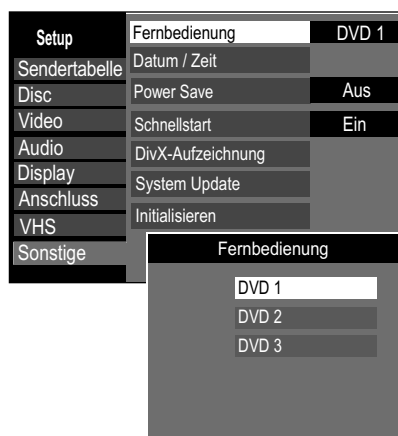 Setup
Sendertabelle
Disc
Video
Audio
Display
Anschluss
VHS
Sonstige
Fernbedienung DVD 1
Datum / Zeit
Power Save Aus
Schnellstart Ein
DivX-Aufzeichnung
System Update
Initialisieren
Fernbedienung
DVD 1
DVD 2
DVD 3